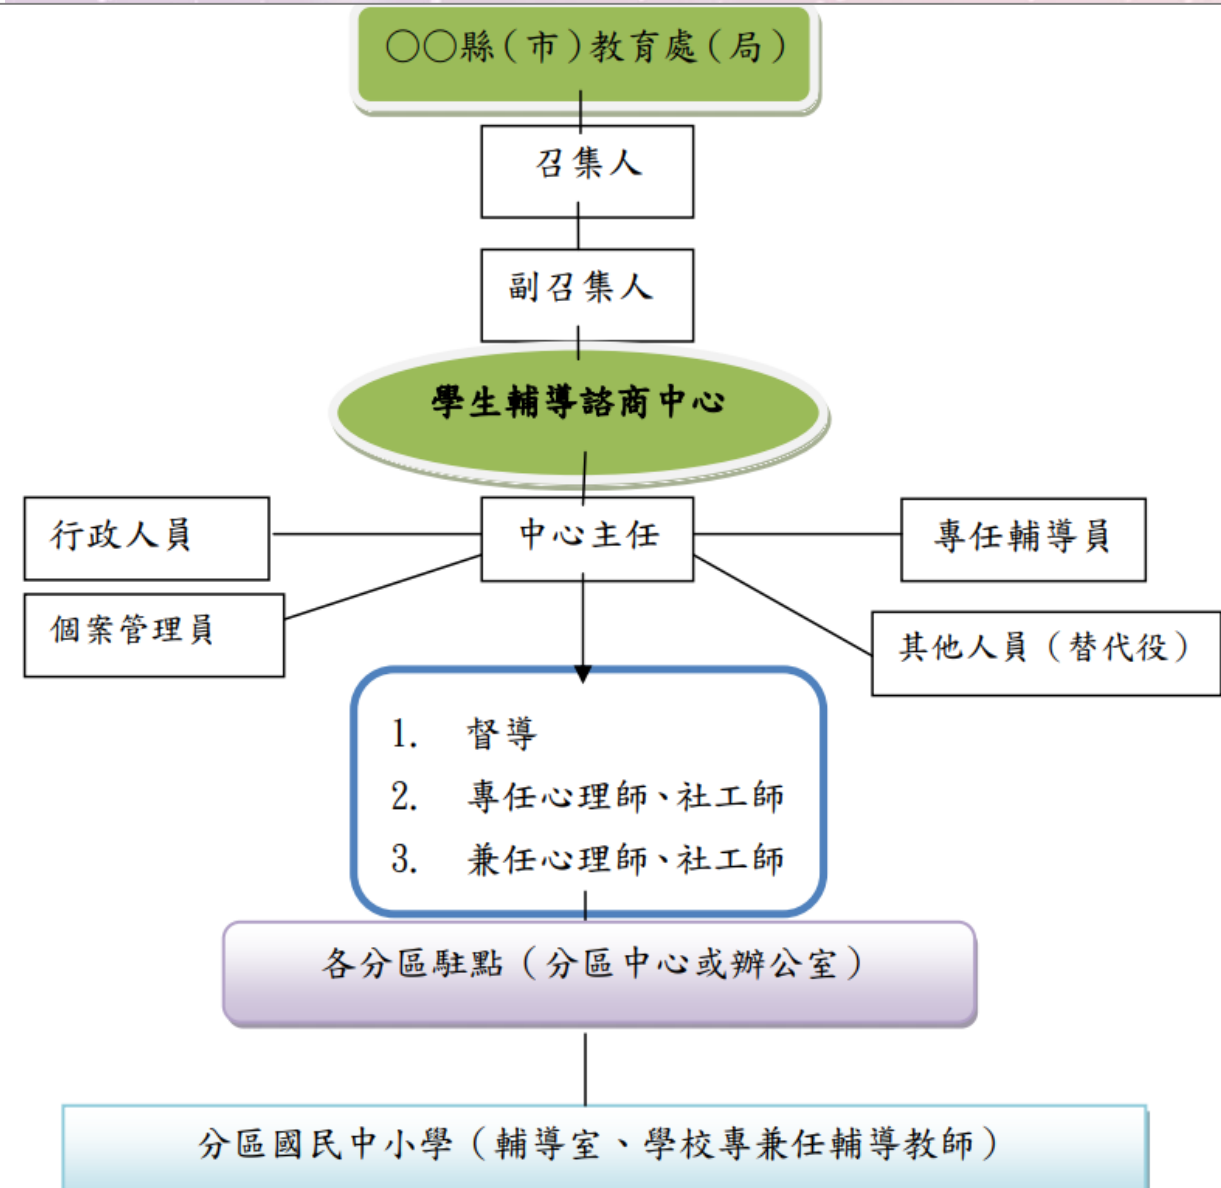 ○○縣（市）教育處（局）
召集人
副召集人
學生輔導諮商中心
行政人員
中心主任
專任輔導員
個案管理員
其他人員（替代役）
1. 督導
2. 專任心理師、社工師
3. 兼任心理師、社工師
各分區駐點（分區中心或辦公室）
分區國民中小學（輔導室、學校專兼任輔導教師）